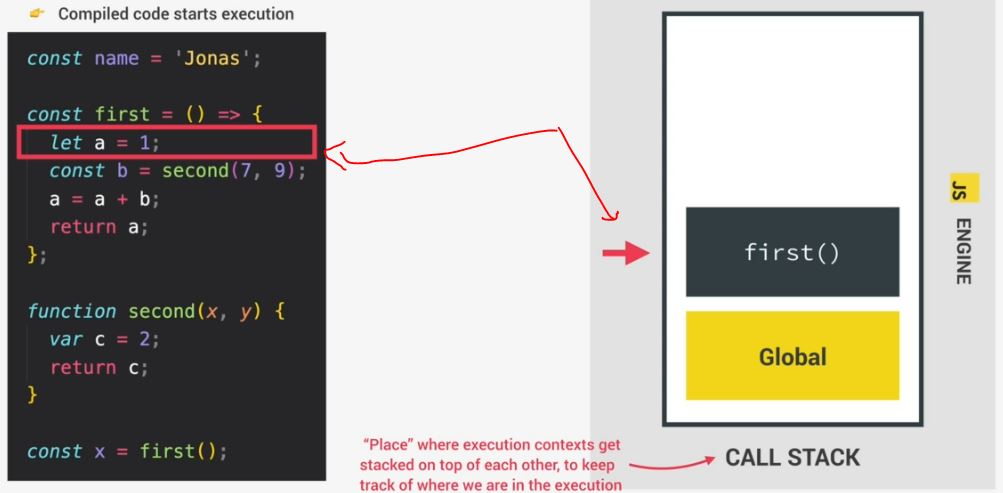 Compiled code starts execution
const name = 'Jonas';
const first = () => {
let a = 1;
const b = second(7, 9);
a = a + b;
return a;
};
function second(x, y) {
var c = 2;
return c;
}
const x = first();
first()
Global
JS
ENGINE
“Place” where execution contexts get
stacked on top of each other, to keep
track of where we are in the execution
CALL STACK